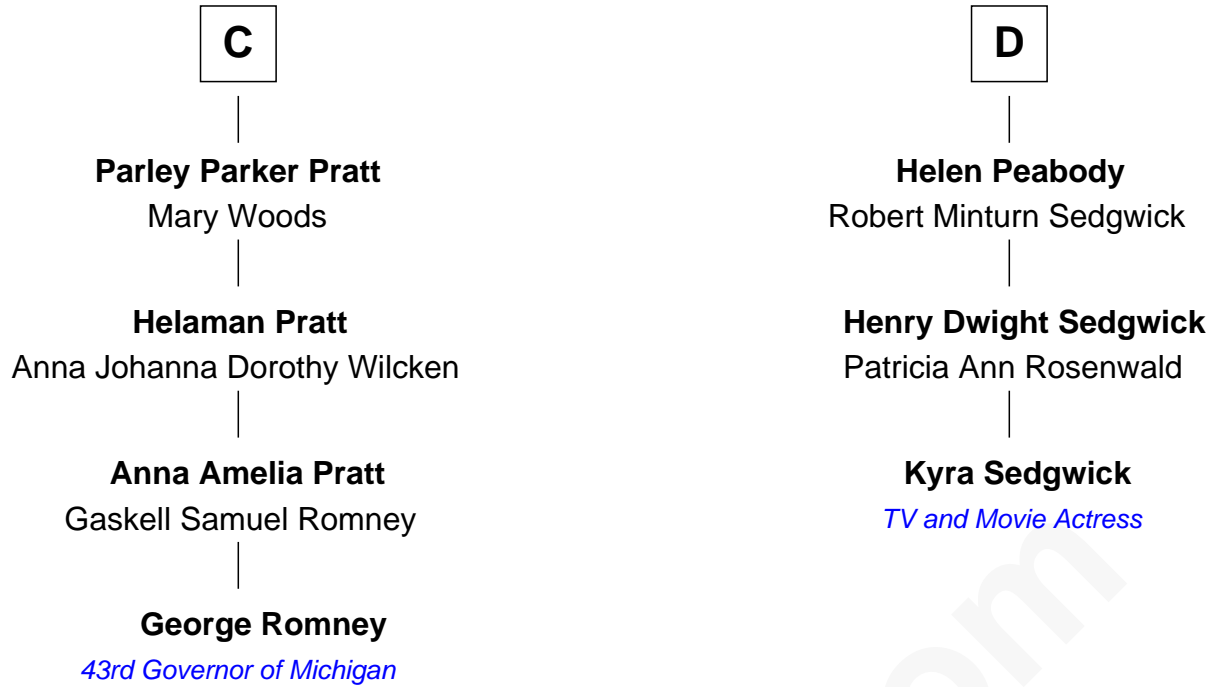 C
Parley Parker Pratt
Mary Woods
Helaman Pratt
Anna Johanna Dorothy Wilcken
Anna Amelia Pratt
Gaskell Samuel Romney
George Romney
43rd Governor of Michigan
D
Helen Peabody
Robert Minturn Sedgwick
Henry Dwight Sedgwick
Patricia Ann Rosenwald
Kyra Sedgwick
TV and Movie Actress
om